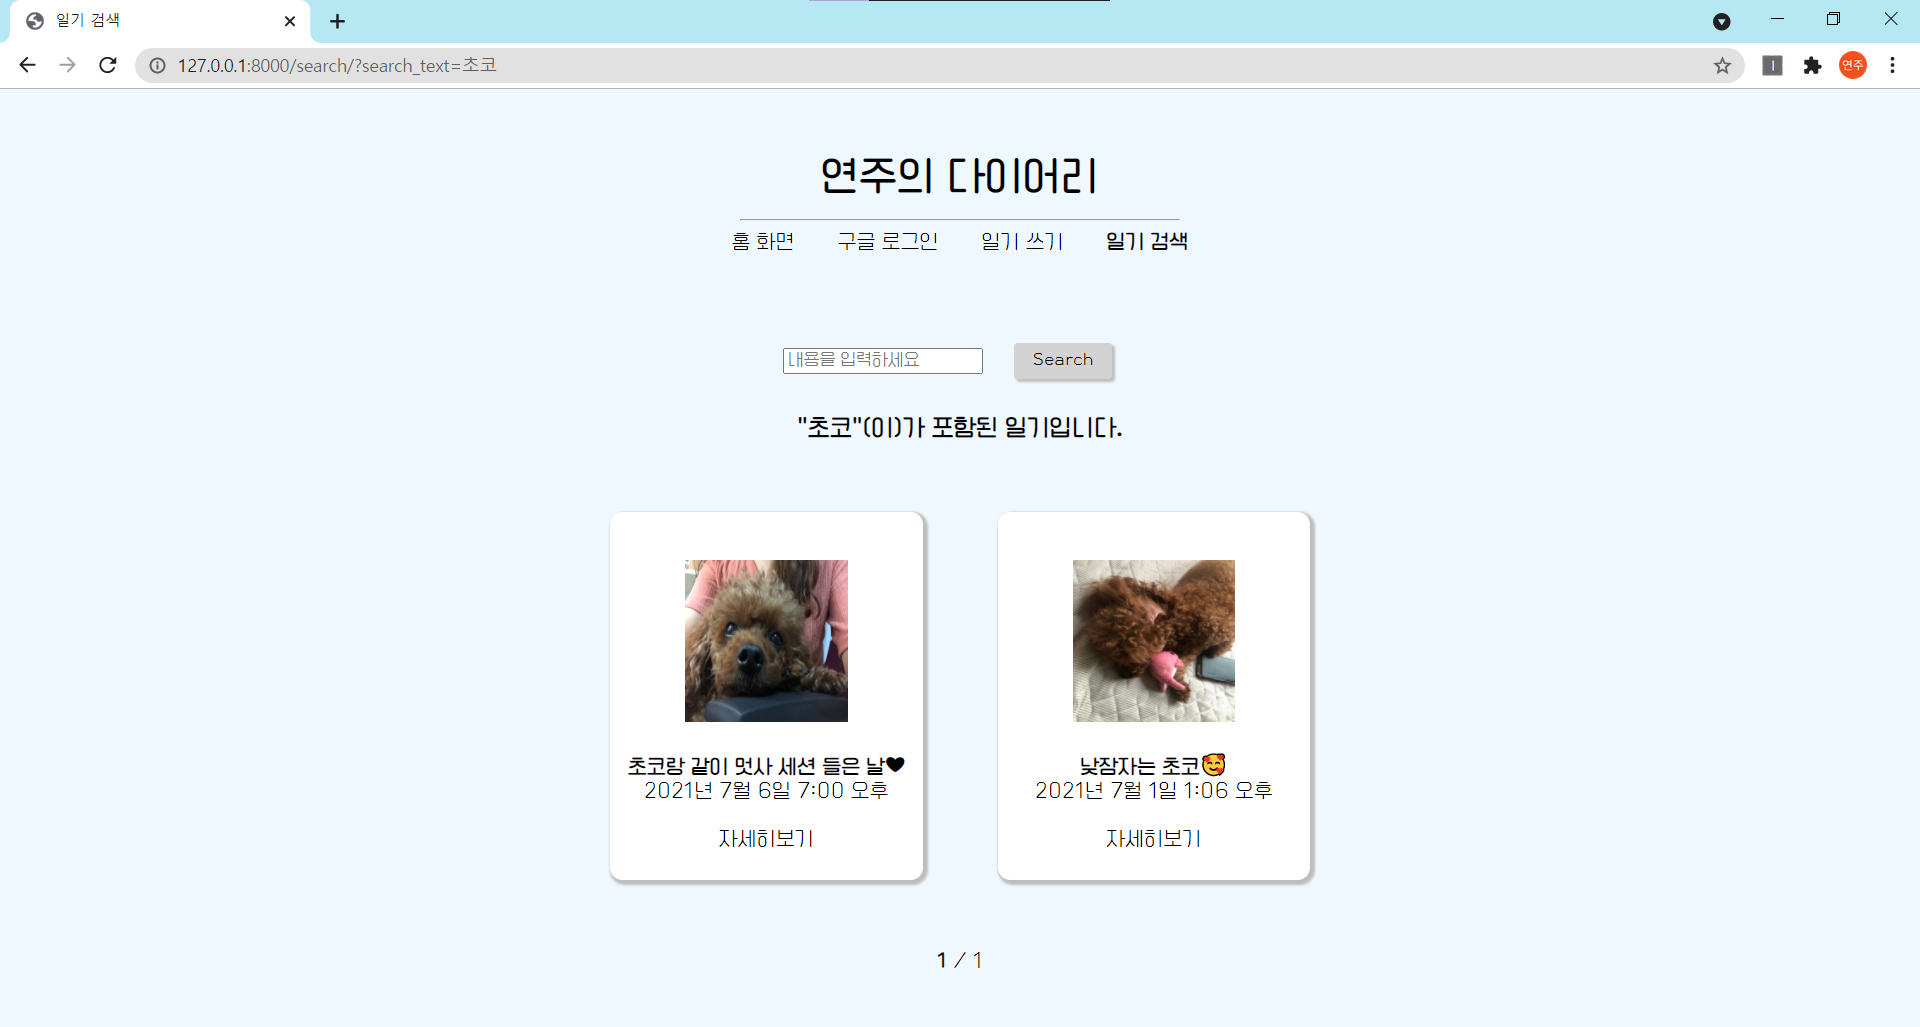 일기 검색
127.0.0.1:8000/search/?search_text=초코
연주
연주의 다이어리
홈 화면 구글 로그인 일기 쓰기 일기 검색
내용을 입력하세요 Search
"초코"(이)가 포함된 일기입니다.
초코랑 같이 멋사 세션 들은 날🖤
2021년 7월 6일 7:00 오후
자세히보기
낮잠자는 초코🥰
2021년 7월 1일 1:06 오후
자세히보기
1 / 1